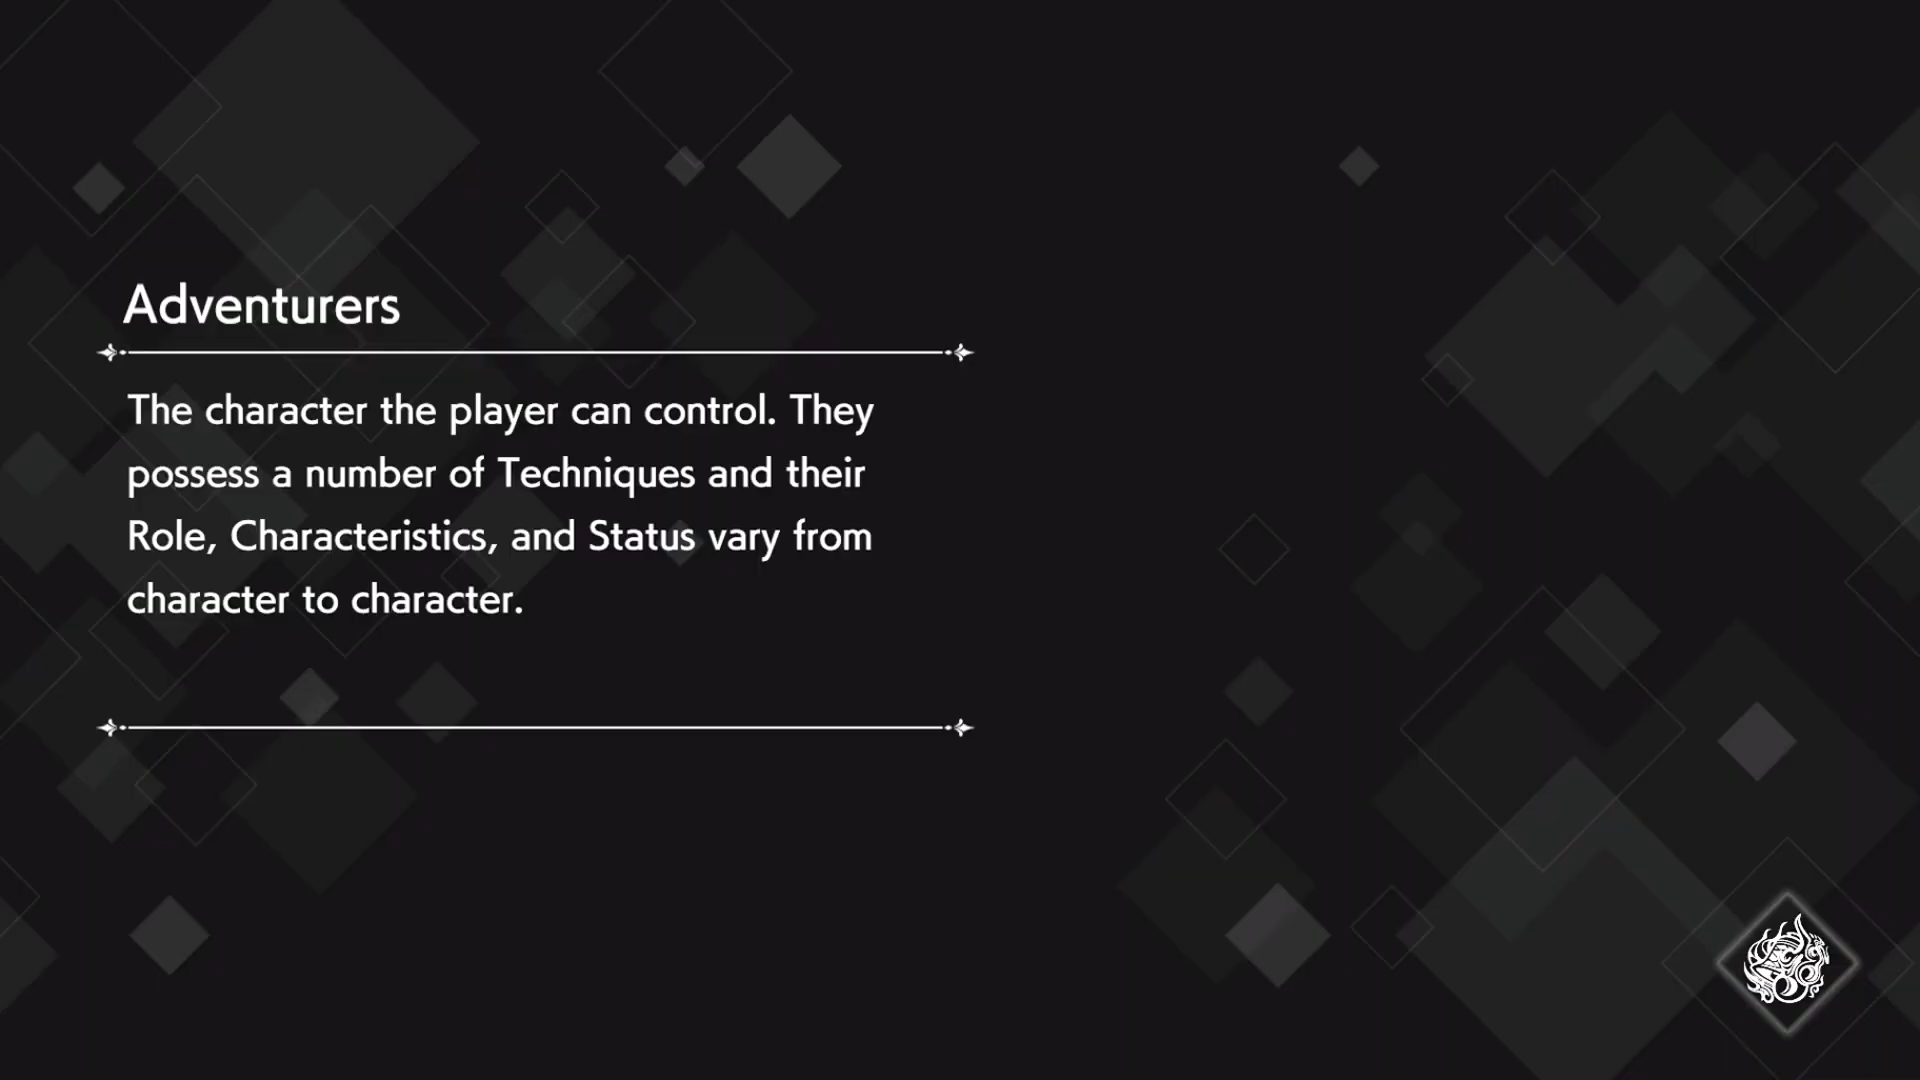 Adventurers
The character the player can control. They
possess a number of Techniques and their
Role, Characteristics, and Status vary from
character to character.